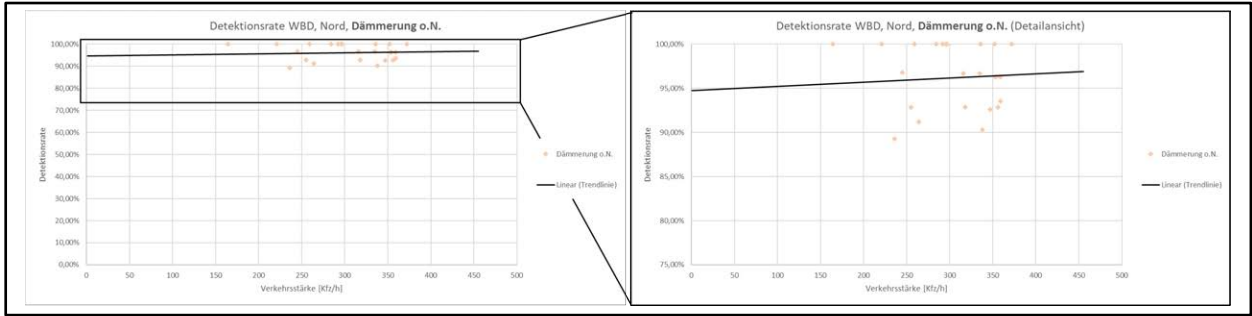 Detektionsrate WBD, Nord, Dämmerung o.N.
100,00%
90,00%
80,00%
70,00%
60,00%
50,00%
40,00%
30,00%
20,00%
10,00%
0,00%
Detektionsrate
0 50 100 150 200 250 300 350 400 450 500
Verkehrsstärke [Kfz/h]
Dämmerung o.N.
Linear (Trendlinie)
Detektionsrate WBD, Nord, Dämmerung o.N. (Detailansicht)
100,00%
95,00%
90,00%
85,00%
80,00%
75,00%
Detektionsrate
0 50 100 150 200 250 300 350 400 450 500
Verkehrsstärke [Kfz/h]
Dämmerung o.N.
Linear (Trendlinie)